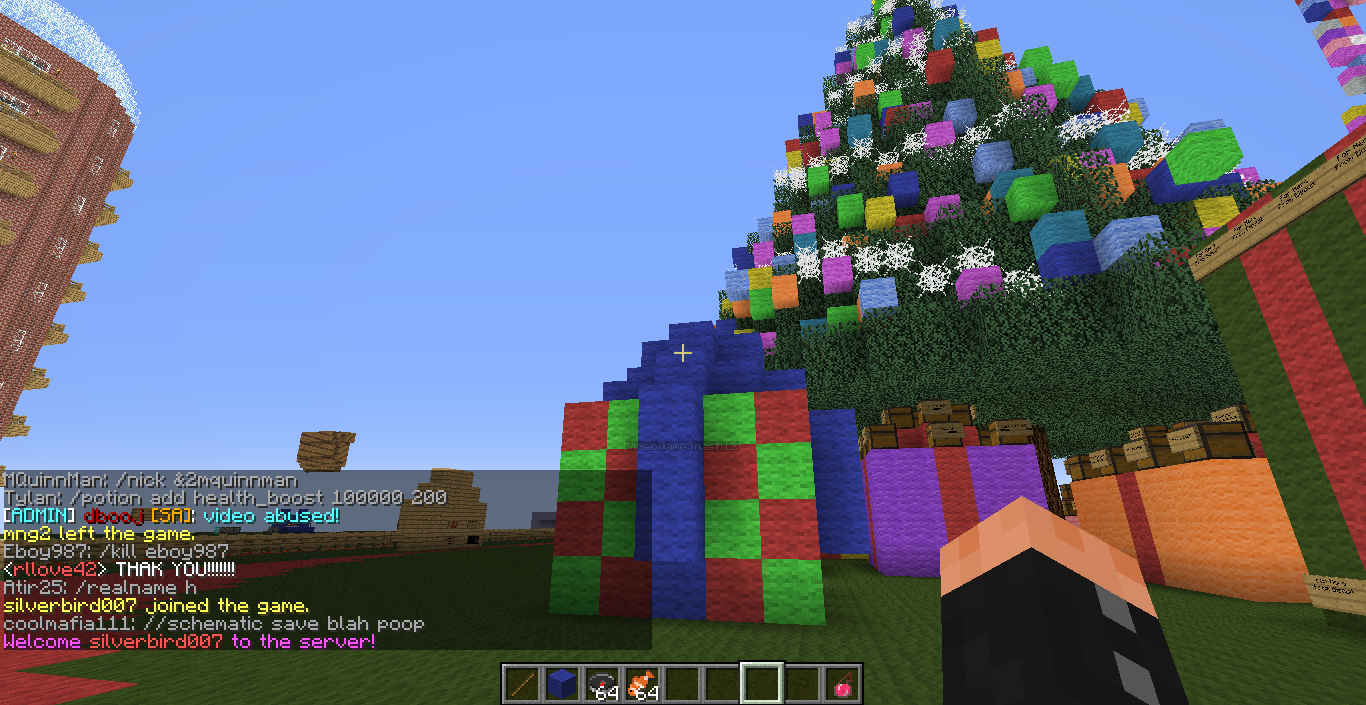 VideoGameSmash12
MQuinnMan: /nick &2mquinnman
Tylan: /potion add health_boost 100000 200
[ADMIN] dbooj [SA]: video abused!
mng2 left the game.
Eboy987: /kill eboy987
<rllove42> THAK YOU!!!!!!!
Atir25: /realname h
silverbird007 joined the game.
coolmafia111: //schematic save blah poop
Welcome silverbird007 to the server!
64
64